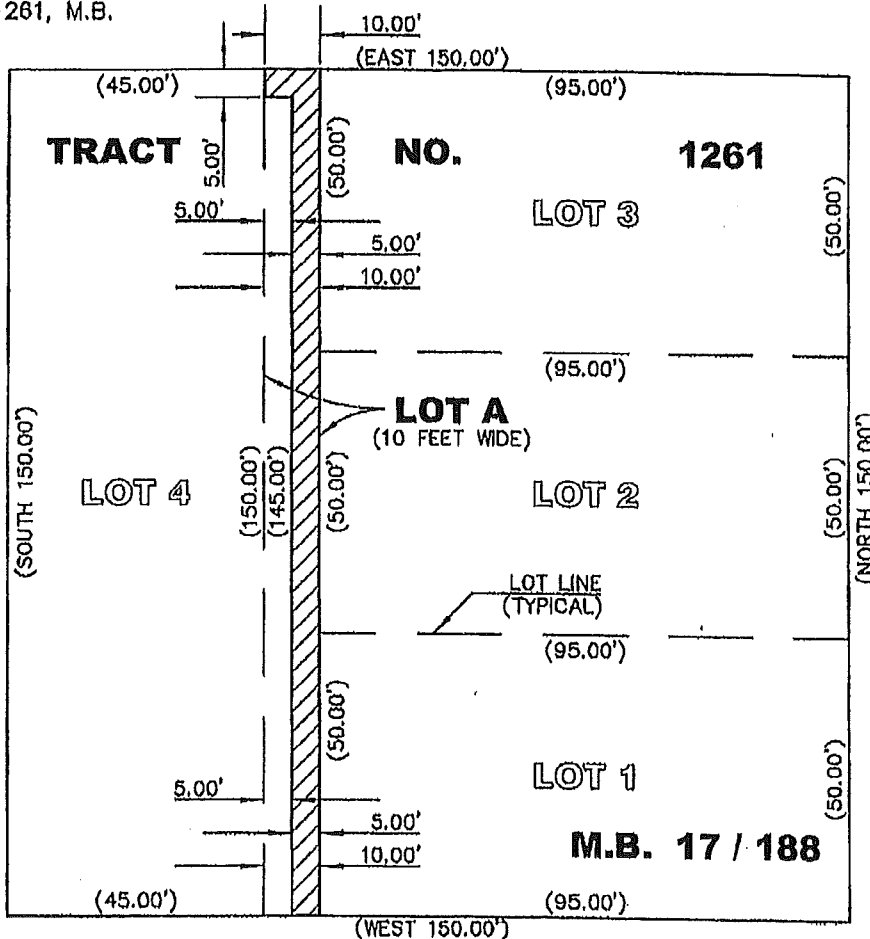 261, M.B.
10.00'
(EAST 150.00')
(45.00')
(95.00')
TRACT NO. 1261
5.00'
(50.00')
LOT 3
(50.00')
5.00'
5.00'
10.00'
(95.00')
LOT A
(10 FEET WIDE)
(SOUTH 150.00')
LOT 4
(150.00')
(145.00')
(50.00')
LOT 2
(50.00')
(NORTH 150.00')
LOT LINE
(TYPICAL)
(95.00')
(50.00')
LOT 1
(50.00')
5.00'
5.00'
10.00'
M.B. 17 / 188
(45.00')
(95.00')
(WEST 150.00')